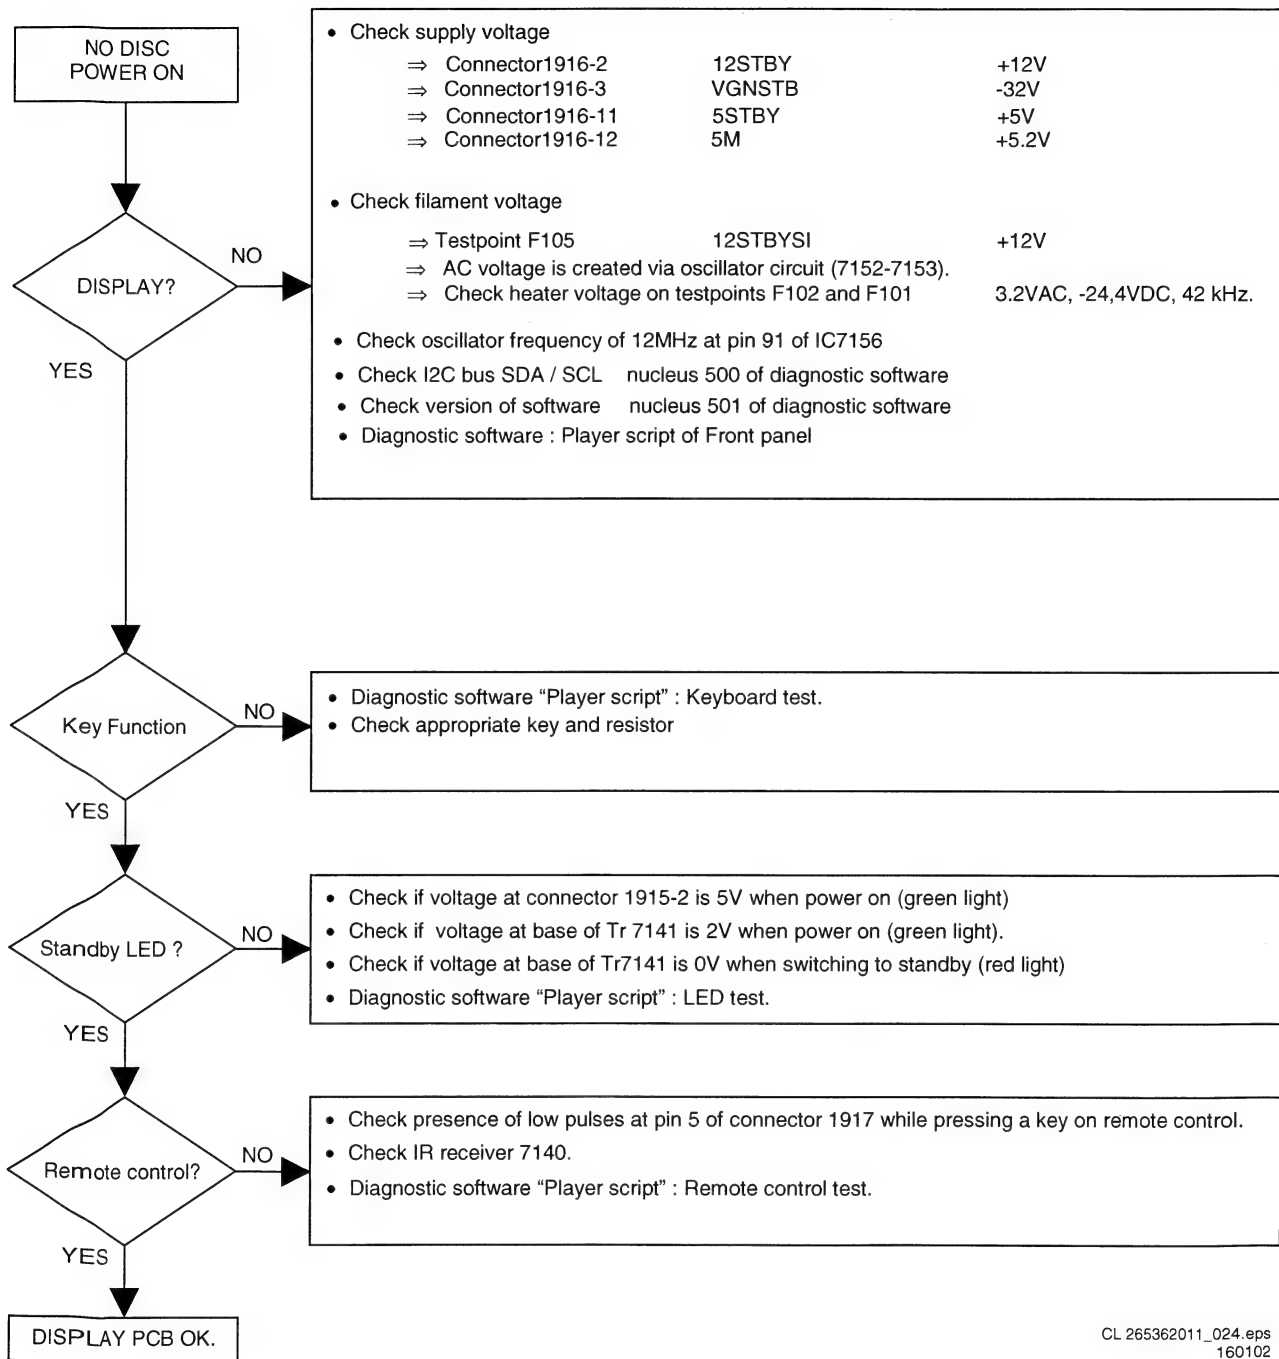 NO DISC
POWER ON
• Check supply voltage
⇒ Connector1916-2 12STBY +12V
⇒ Connector1916-3 VGNSTB -32V
⇒ Connector1916-11 5STBY +5V
⇒ Connector1916-12 5M +5.2V
• Check filament voltage
⇒ Testpoint F105 12STBYSI +12V
⇒ AC voltage is created via oscillator circuit (7152-7153).
⇒ Check heater voltage on testpoints F102 and F101 3.2VAC, -24,4VDC, 42 kHz.
• Check oscillator frequency of 12MHz at pin 91 of IC7156
• Check I2C bus SDA / SCL nucleus 500 of diagnostic software
• Check version of software nucleus 501 of diagnostic software
• Diagnostic software : Player script of Front panel
DISPLAY?
NO
YES
Key Function
NO
• Diagnostic software “Player script” : Keyboard test.
• Check appropriate key and resistor
YES
Standby LED ?
NO
• Check if voltage at connector 1915-2 is 5V when power on (green light)
• Check if voltage at base of Tr 7141 is 2V when power on (green light).
• Check if voltage at base of Tr7141 is 0V when switching to standby (red light)
• Diagnostic software “Player script” : LED test.
YES
Remote control?
NO
• Check presence of low pulses at pin 5 of connector 1917 while pressing a key on remote control.
• Check IR receiver 7140.
• Diagnostic software “Player script” : Remote control test.
YES
DISPLAY PCB OK.
CL 265362011_024.eps
160102